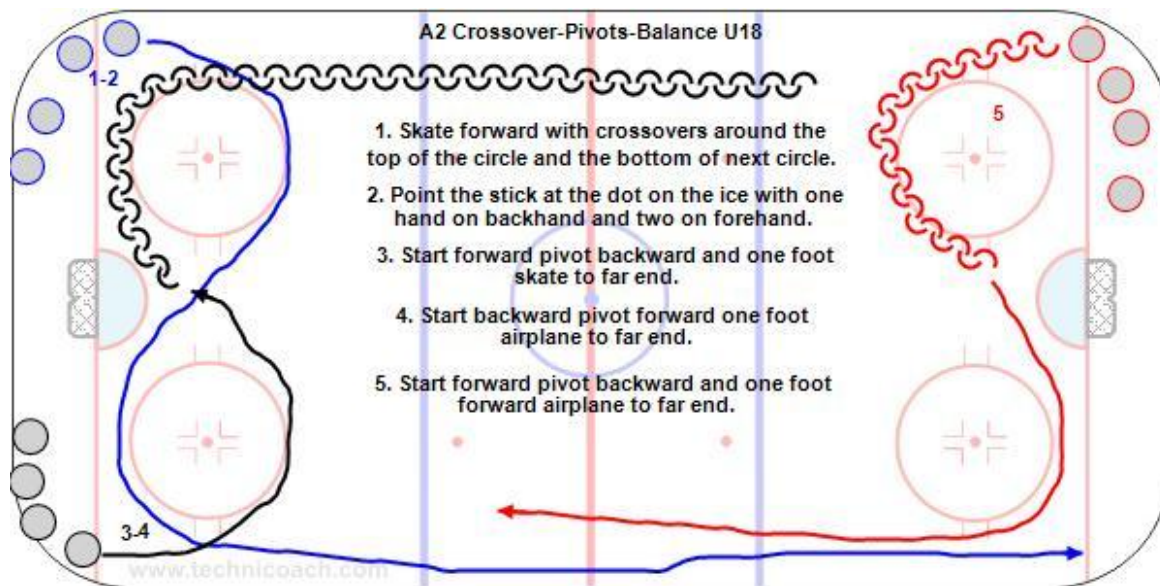 A2 Crossover-Pivots-Balance U18
1-2
5
1. Skate forward with crossovers around the
top of the circle and the bottom of next circle.
2. Point the stick at the dot on the ice with one
hand on backhand and two on forehand.
3. Start forward pivot backward and one foot
skate to far end.
4. Start backward pivot forward one foot
airplane to far end.
5. Start forward pivot backward and one foot
forward airplane to far end.
3-4
www.technicoach.com